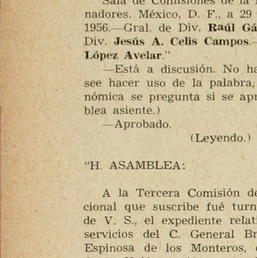 Sala de Comisiones de la
nadores. México, D. F., a 29
1956.—Gral. de Div. Raúl Gá
Div. Jesús A. Celis Campos.—
López Avelar."
—Está a discusión. No ha
see hacer uso de la palabra,
nómica se pregunta si se apr
blea asiente.)
—Aprobado.
(Leyendo.)
"H. ASAMBLEA:
A la Tercera Comisión de
cional que suscribe fué turn
de V. S., el expediente relat
servicios del C. General Br
Espinosa de los Monteros,